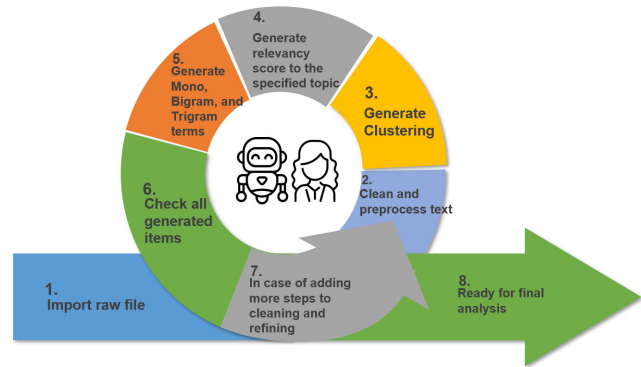 1.
Import raw file
2.
Clean and
preprocess text
3.
Generate
Clustering
4.
Generate
relevancy
score to the
specified topic
5.
Generate
Mono,
Bigram, and
Trigram
terms
6.
Check all
generated
items
7.
In case of adding
more steps to
cleaning and
refining
8.
Ready for final
analysis